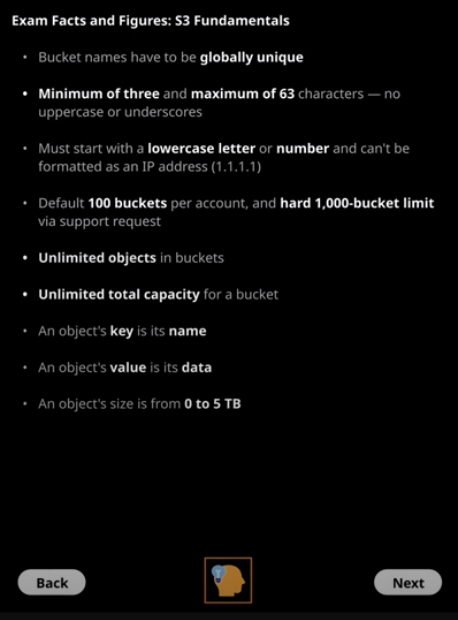 Exam Facts and Figures: S3 Fundamentals
• Bucket names have to be globally unique
• Minimum of three and maximum of 63 characters — no
uppercase or underscores
• Must start with a lowercase letter or number and can't be
formatted as an IP address (1.1.1.1)
• Default 100 buckets per account, and hard 1,000-bucket limit
via support request
• Unlimited objects in buckets
• Unlimited total capacity for a bucket
• An object's key is its name
• An object's value is its data
• An object's size is from 0 to 5 TB
Back
Next